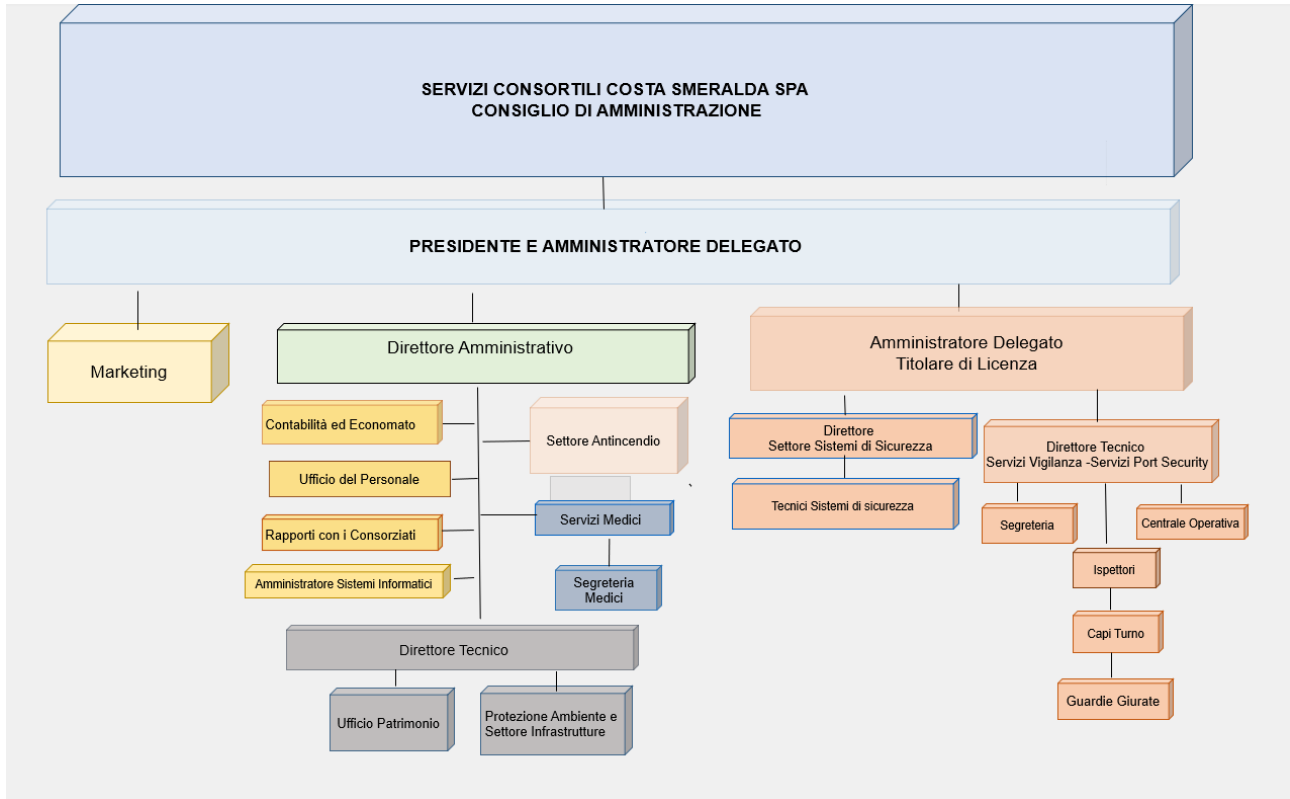 SERVIZI CONSORTILI COSTA SMERALDA SPA
CONSIGLIO DI AMMINISTRAZIONE
PRESIDENTE E AMMINISTRATORE DELEGATO
Marketing
Direttore Amministrativo
Contabilità ed Economato
Settore Antincendio
Ufficio del Personale
Servizi Medici
Rapporti con i Consorziati
Amministratore Sistemi Informatici
Segreteria
Medici
Direttore Tecnico
Ufficio Patrimonio
Protezione Ambiente e
Settore Infrastrutture
Amministratore Delegato
Titolare di Licenza
Direttore
Settore Sistemi di Sicurezza
Tecnici Sistemi di sicurezza
Direttore Tecnico
Servizi Vigilanza -Servizi Port Security
Segreteria
Centrale Operativa
Ispettori
Capi Turno
Guardie Giurate